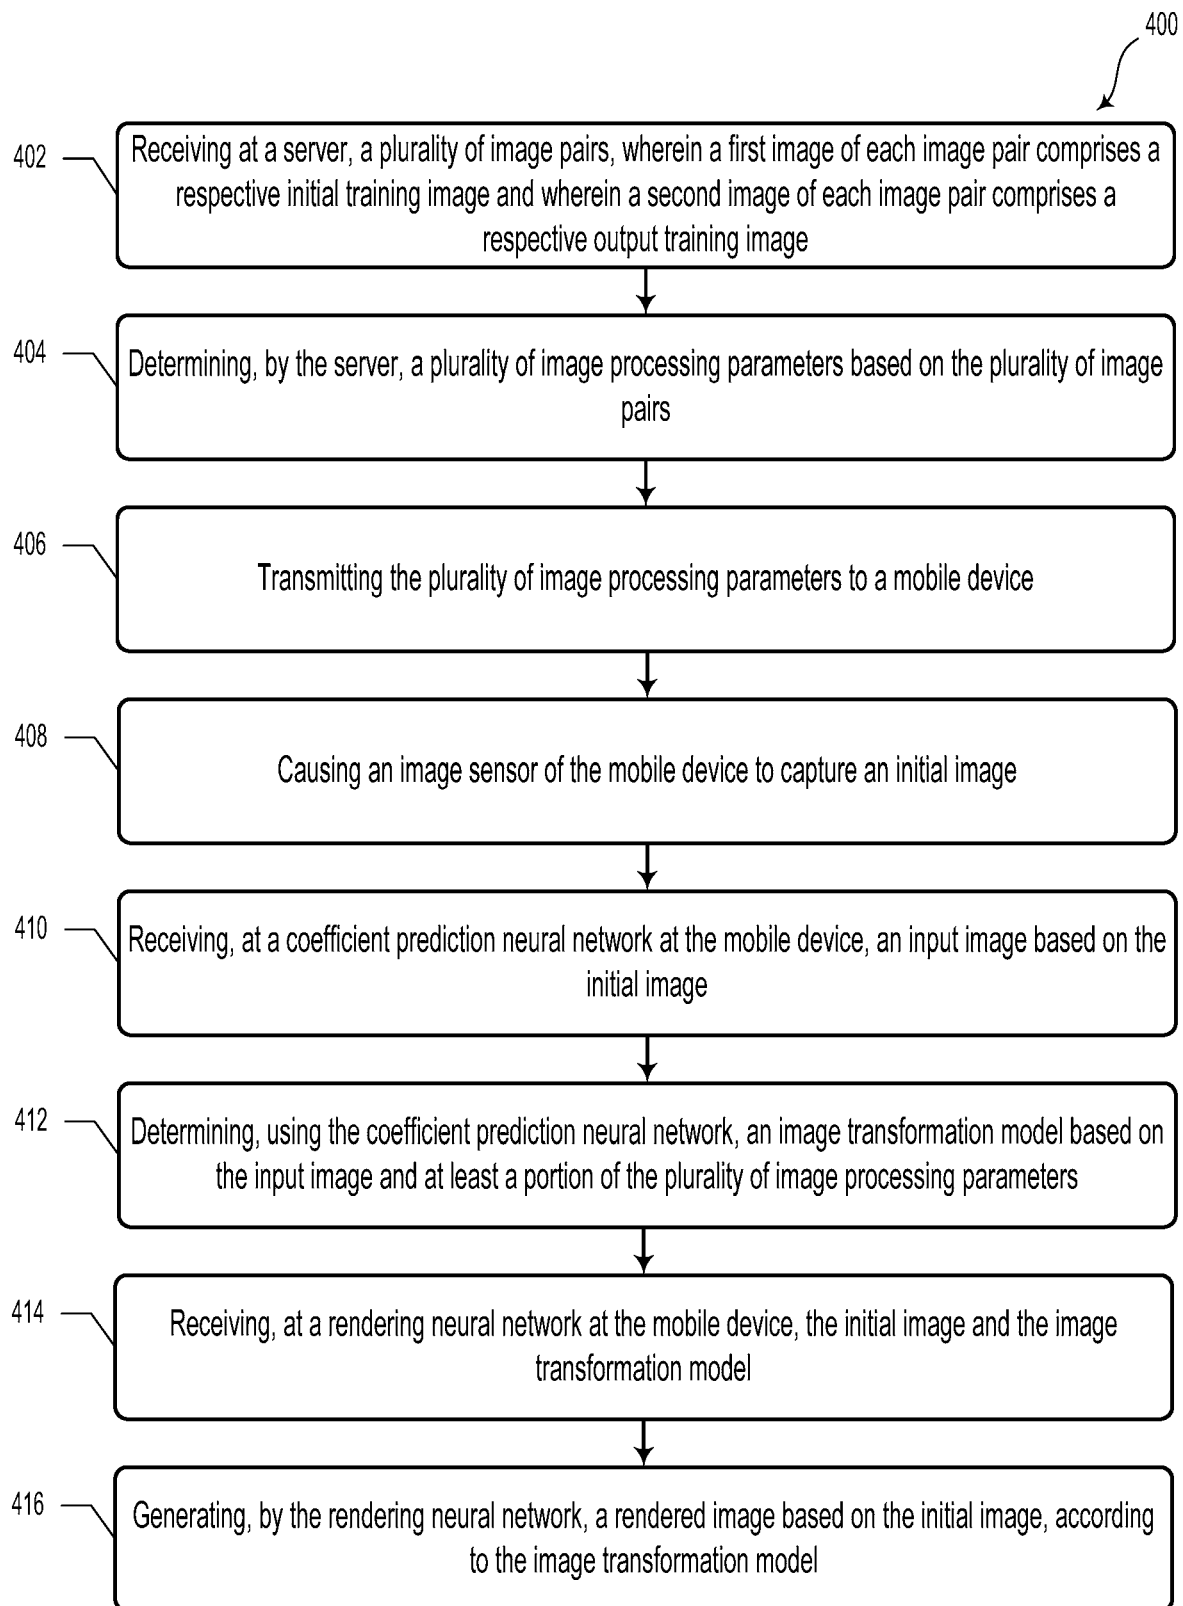 400
402
Receiving at a server, a plurality of image pairs, wherein a first image of each image pair comprises a
respective initial training image and wherein a second image of each image pair comprises a
respective output training image
404
Determining, by the server, a plurality of image processing parameters based on the plurality of image
pairs
406
Transmitting the plurality of image processing parameters to a mobile device
408
Causing an image sensor of the mobile device to capture an initial image
410
Receiving, at a coefficient prediction neural network at the mobile device, an input image based on the
initial image
412
Determining, using the coefficient prediction neural network, an image transformation model based on
the input image and at least a portion of the plurality of image processing parameters
414
Receiving, at a rendering neural network at the mobile device, the initial image and the image
transformation model
416
Generating, by the rendering neural network, a rendered image based on the initial image, according
to the image transformation model